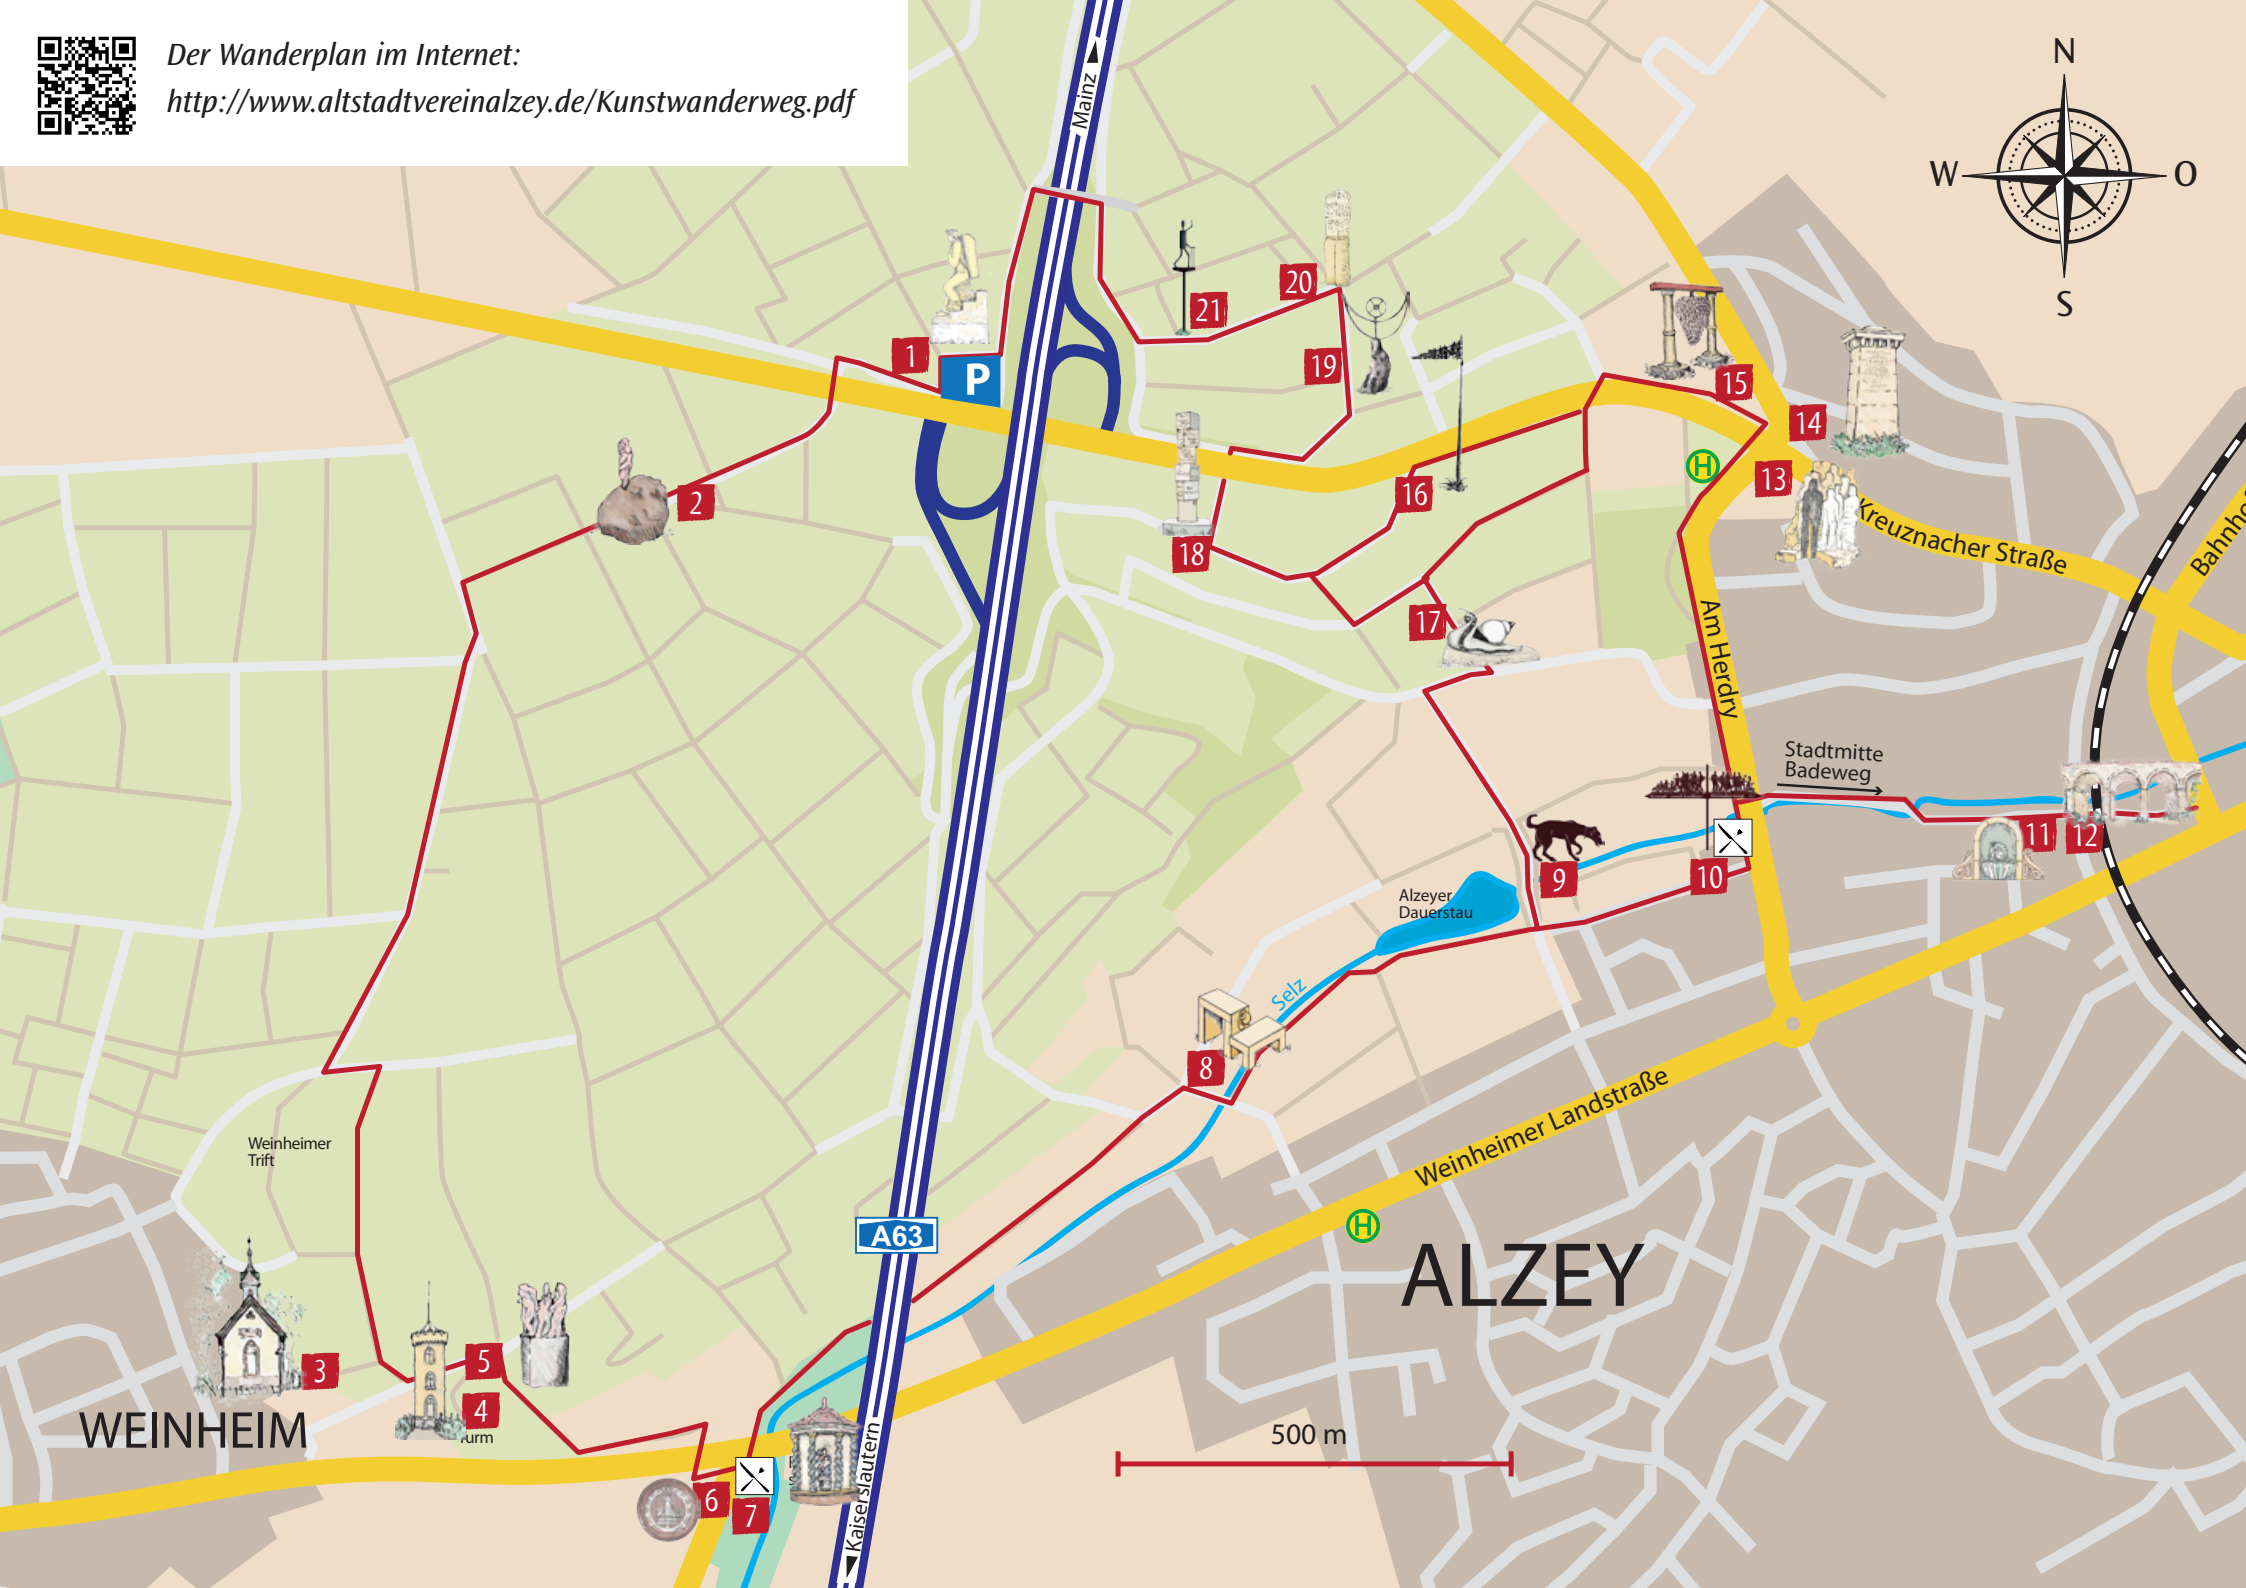 Der Wanderplan im Internet:
http://www.altstadtvereinalzey.de/Kunstwanderweg.pdf
N
W
O
S
Mainz
20
21
1
P
19
15
14
13
2
16
H
18
17
Kreuznacher Straße
Am Herdry
Stadtmitte
Badeweg
11
12
9
10
Alzeyer
Dauerstau
Selz
8
Weinheimer Landstraße
Weinheimer
Trift
A63
H
ALZEY
3
5
4
WEINHEIM
500 m
6
7
Kaiserslautern